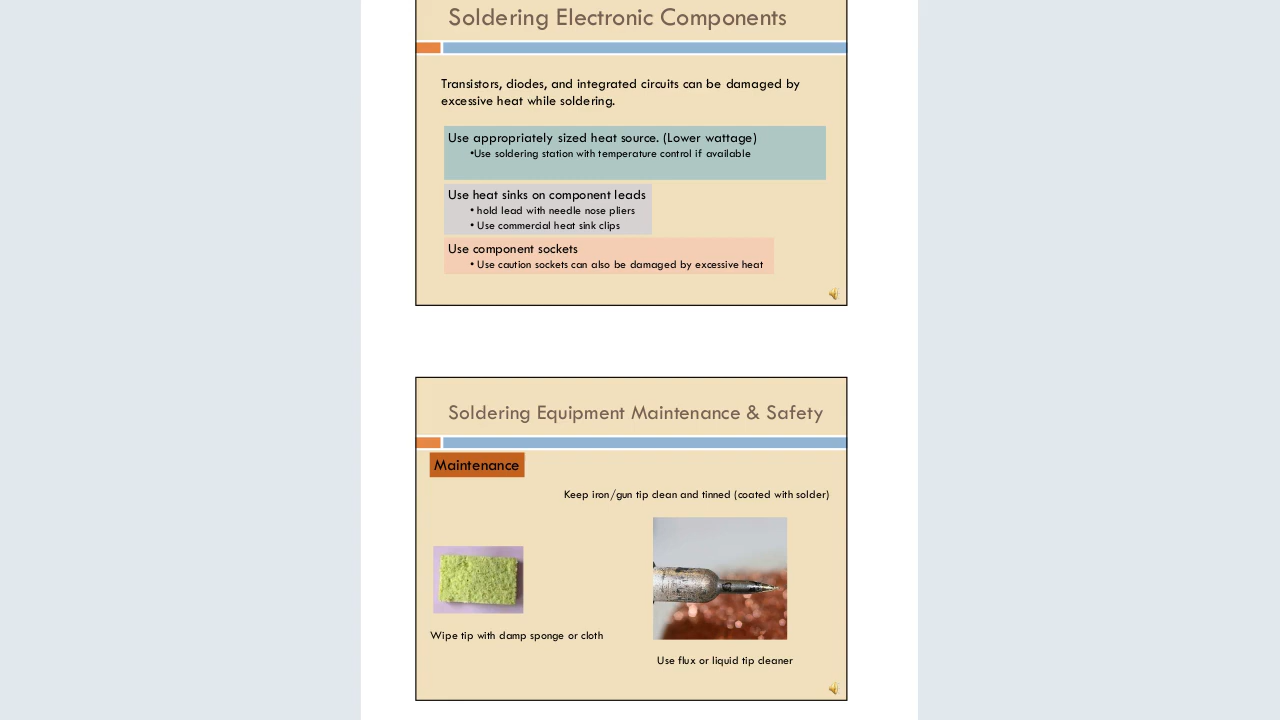 Soldering Electronic Components
Transistors, diodes, and integrated circuits can be damaged by
excessive heat while soldering.
Use appropriately sized heat source. (Lower wattage)
•Use soldering station with temperature control if available
Use heat sinks on component leads
• hold lead with needle nose pliers
• Use commercial heat sink clips
Use component sockets
• Use caution sockets can also be damaged by excessive heat
Soldering Equipment Maintenance & Safety
Maintenance
Keep iron/gun tip clean and tinned (coated with solder)
Wipe tip with damp sponge or cloth
Use flux or liquid tip cleaner